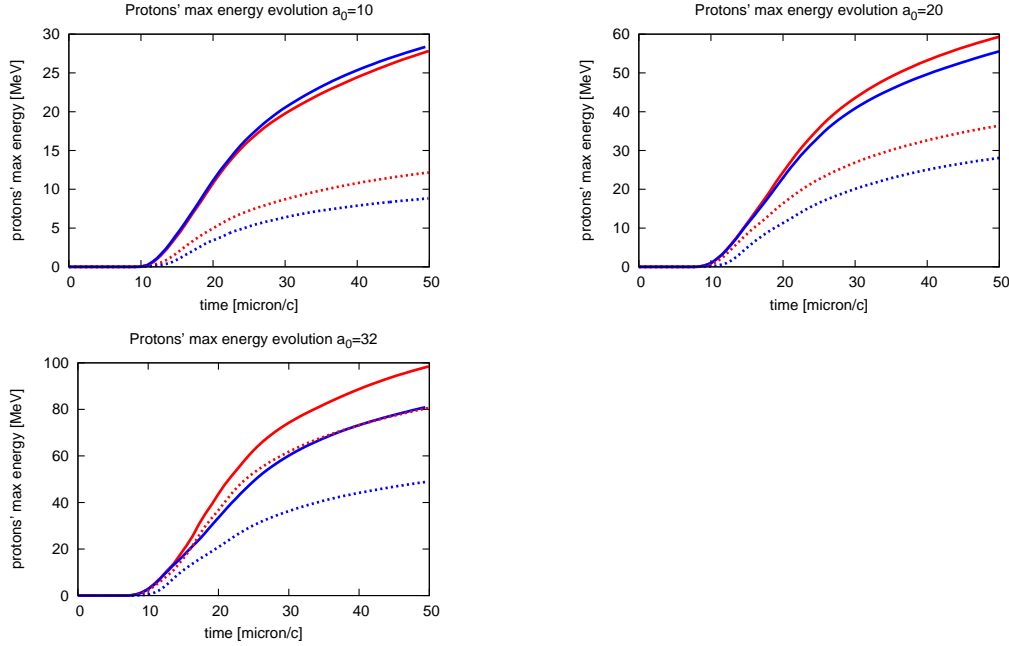 Protons' max energy evolution a0=10
protons' max energy [MeV]
30
25
20
15
10
5
0
0 10 20 30 40 50
time [micron/c]
Protons' max energy evolution a0=20
protons' max energy [MeV]
60
50
40
30
20
10
0
0 10 20 30 40 50
time [micron/c]
Protons' max energy evolution a0=32
protons' max energy [MeV]
100
80
60
40
20
0
0 10 20 30 40 50
time [micron/c]